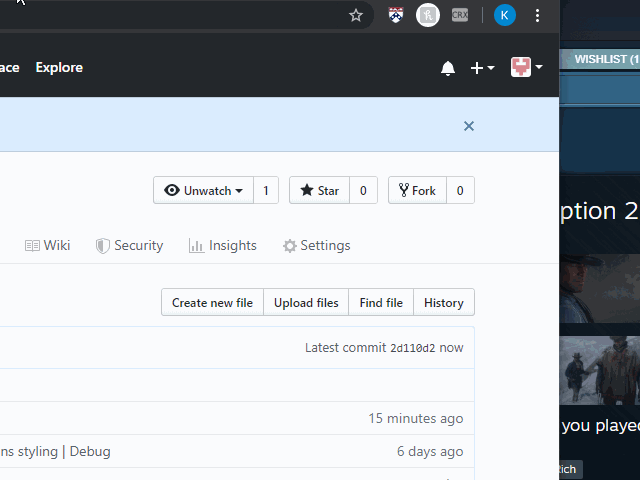 CRX
K
WISHLIST (1
ace Explore
Unwatch 1 Star 0 Fork 0
ption 2
Wiki Security Insights Settings
Create new file Upload files Find file History
Latest commit 2d110d2 now
15 minutes ago
you played
ns styling | Debug 6 days ago
Rich